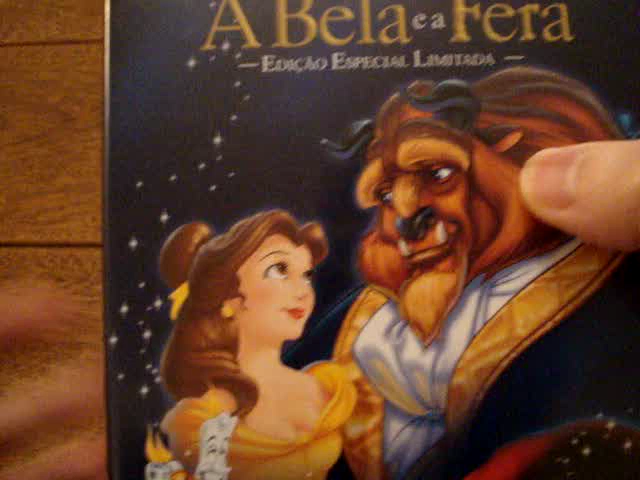 A Bela e a Fera
— Edição Especial Limitada —